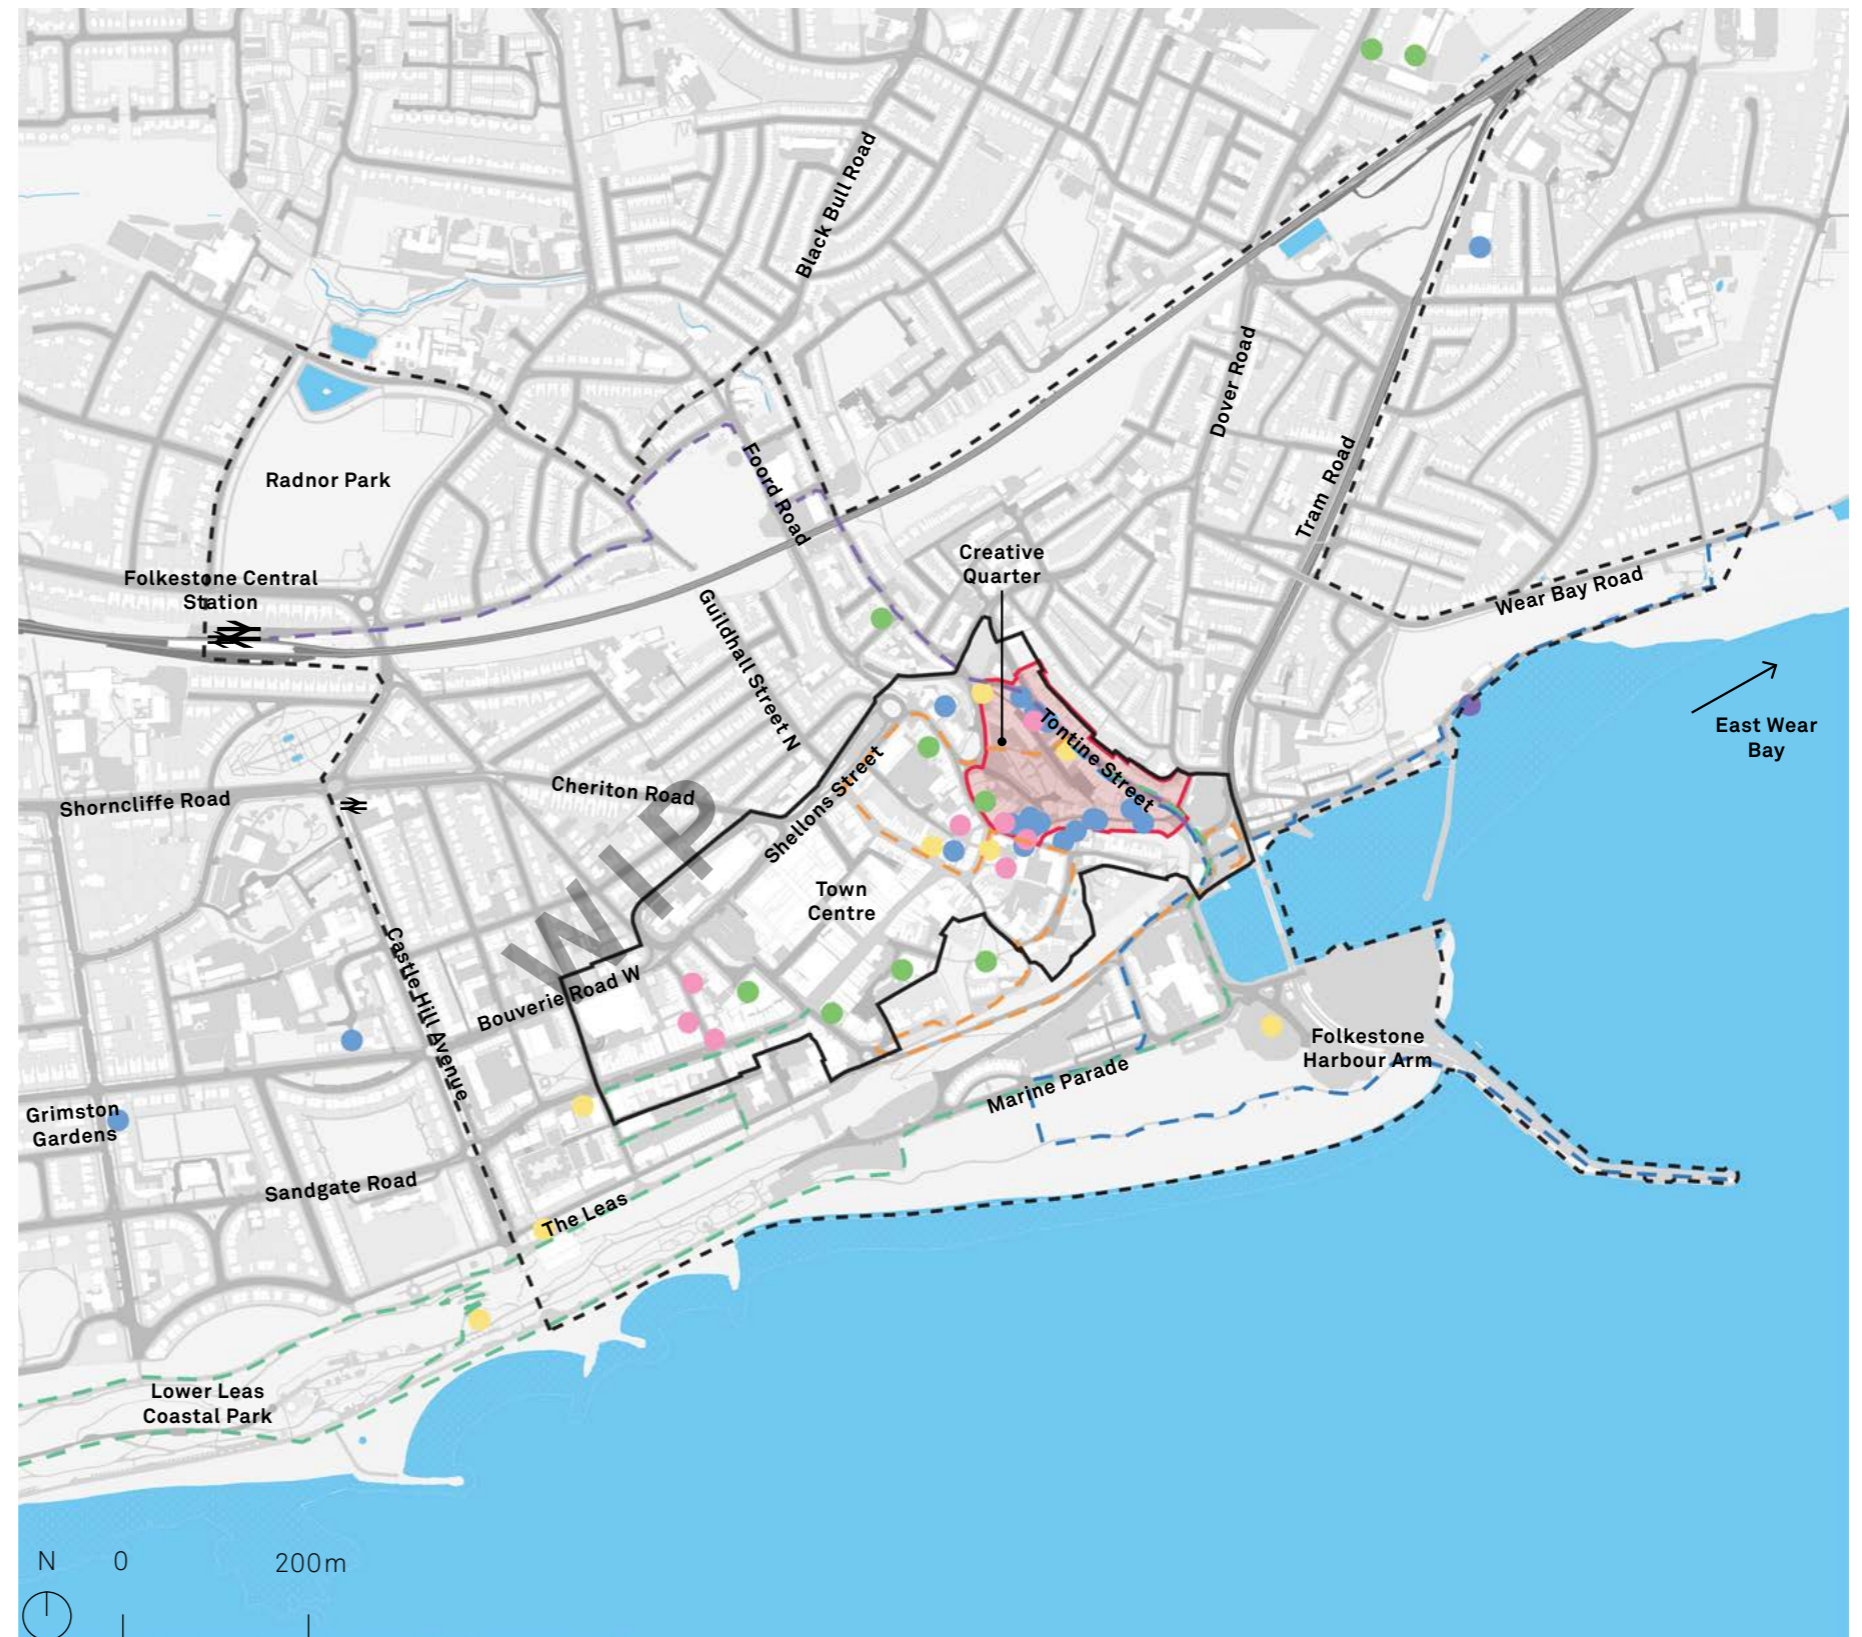 Black Bull Road
Dover Road
Radnor Park
Foord Road
Tram Road
Creative
Quarter
Folkestone Central
Station
Guildhall Street N
Wear Bay Road
East Wear
Bay
Tontine Street
Shorncliffe Road
Cheriton Road
Shellons Street
WIP
Town
Centre
Castle Hill Avenue
Bouverie Road W
Folkestone
Harbour Arm
Marine Parade
Grimston
Gardens
Sandgate Road
The Leas
Lower Leas
Coastal Park
N 0 200m